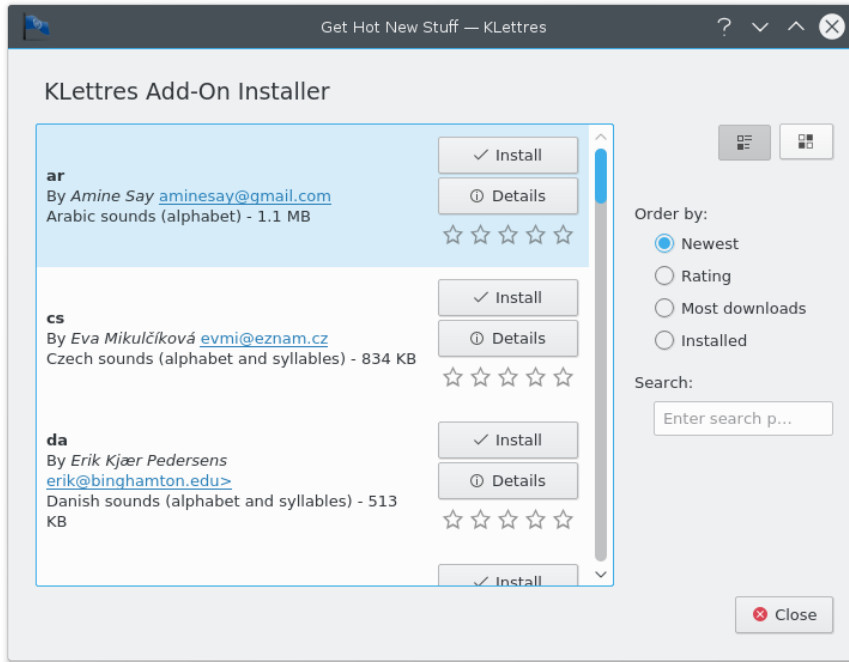 Get Hot New Stuff — KLettres
KLettres Add-On Installer
ar
By Amine Say aminesay@gmail.com
Arabic sounds (alphabet) - 1.1 MB
Install
Details
cs
By Eva Mikulčíková evmi@eznam.cz
Czech sounds (alphabet and syllables) - 834 KB
Install
Details
da
By Erik Kjær Pedersens
erik@binghamton.edu>
Danish sounds (alphabet and syllables) - 513
KB
Install
Details
Install
Order by:
Newest
Rating
Most downloads
Installed
Search:
Enter search p...
Close